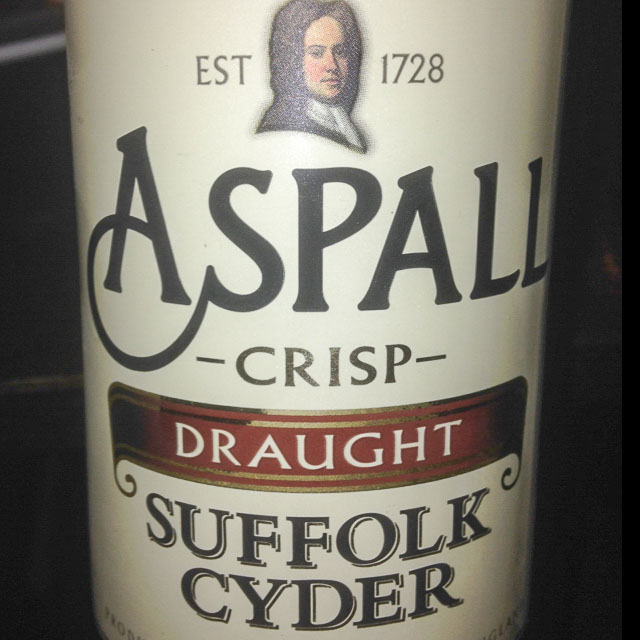 EST 1728
ASPALL
-CRISP-
DRAUGHT
SUFFOLK
CYDER